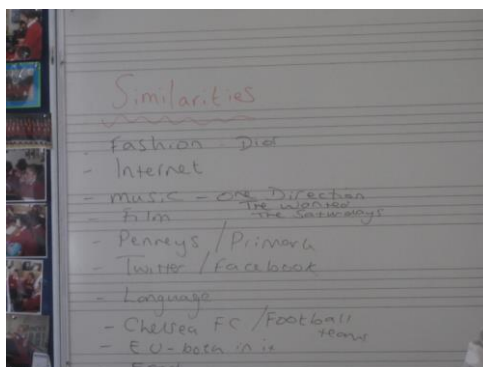 Similarities
- Fashion
- Internet
- Music - One Direction
The Wanted
- Film The Saturdays
- Penneys / Primark
- Twitter / Facebook
- Language
- Chelsea FC / Football
teams
- EU - both in it